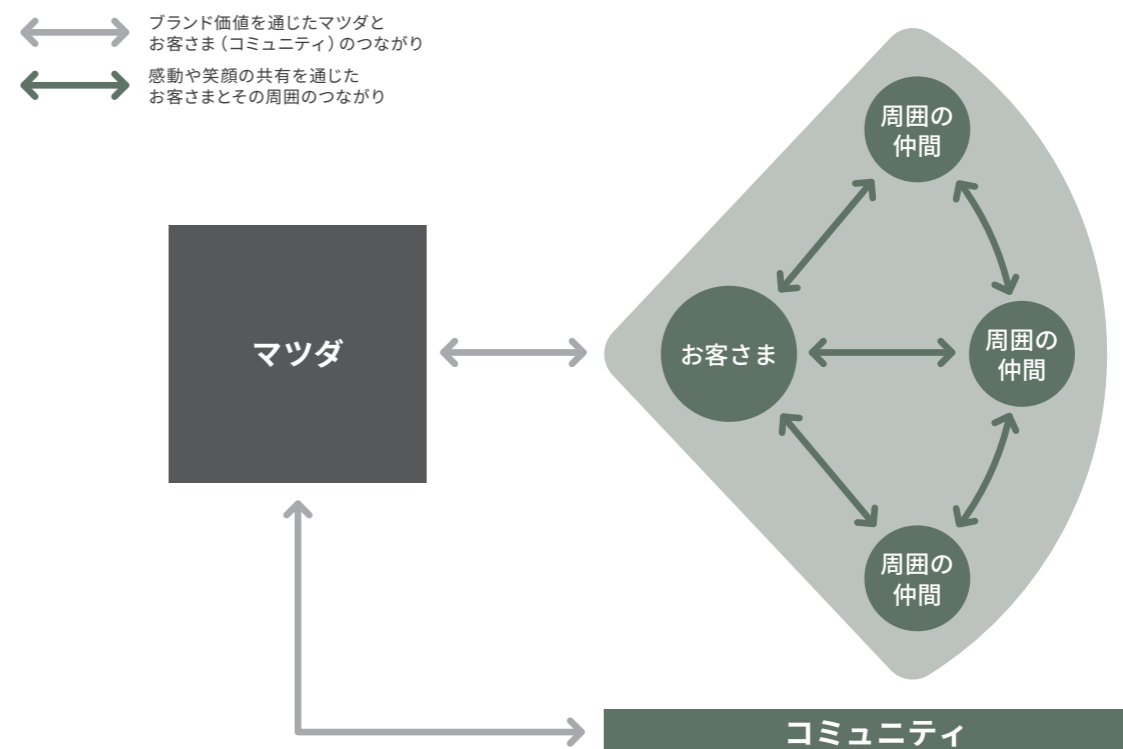 ブランド価値を通じたマツダと
お客さま（コミュニティ）のつながり
感動や笑顔の共有を通じた
お客さまとその周囲のつながり
周囲の
仲間
マツダ
お客さま
周囲の
仲間
周囲の
仲間
コミュニティ